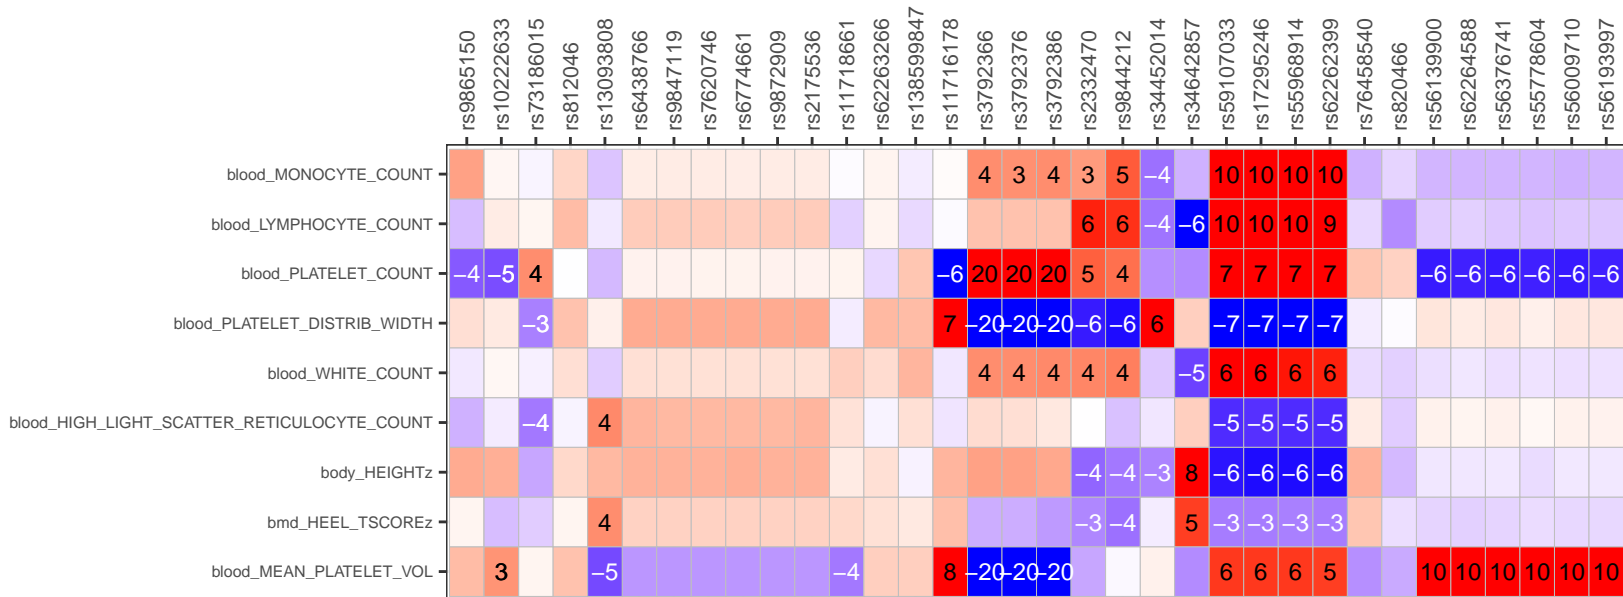 rs9865150 rs10222633 rs73186015 rs812046 rs13093808 rs6438766 rs9847119 rs7620746 rs6774661 rs9872909 rs2175536 rs11718661 rs62263266 rs138599847 rs11716178 rs3792366 rs3792376 rs3792386 rs2332470 rs9844212 rs34452014 rs34642857 rs59107033 rs17295246 rs55968914 rs62262399 rs76458540 rs820466 rs56139900 rs62264588 rs56376741 rs55778604 rs56009710 rs56193997
blood_MONOCYTE_COUNT 4 3 4 3 5 −4 10 10 10 10
blood_LYMPHOCYTE_COUNT 6 6 −4 −6 10 10 10 9
blood_PLATELET_COUNT −4 −5 4 −6 20 20 20 5 4 7 7 7 7 −6 −6 −6 −6 −6 −6
blood_PLATELET_DISTRIB_WIDTH −3 7 −20 −20 −20 −6 −6 6 −7 −7 −7 −7
blood_WHITE_COUNT 4 4 4 4 4 −5 6 6 6 6
blood_HIGH_LIGHT_SCATTER_RETICULOCYTE_COUNT −4 4 −5 −5 −5 −5
body_HEIGHTz −4 −4 −3 8 −6 −6 −6 −6
bmd_HEEL_TSCOREz 4 −3 −4 5 −3 −3 −3 −3
blood_MEAN_PLATELET_VOL 3 −5 −4 8 −20 −20 −20 6 6 6 5 10 10 10 10 10 10